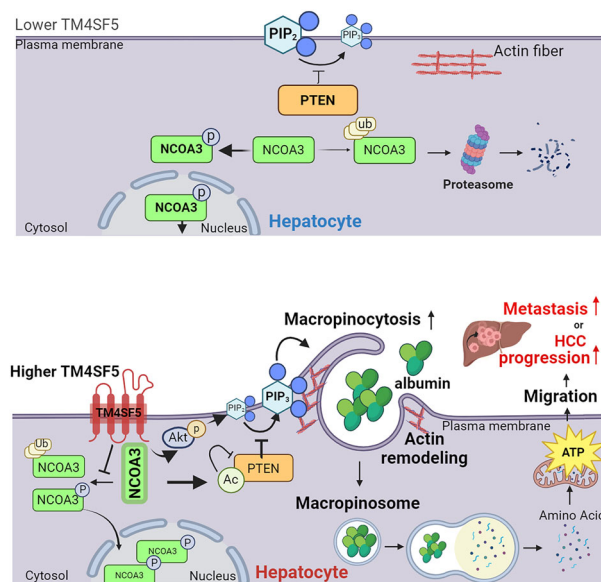 Lower TM4SF5
Plasma membrane
PIP2
PIP3
Actin fiber
PTEN
ub
p
NCOA3
NCOA3
NCOA3
Proteasome
p
NCOA3
Cytosol
Nucleus
Hepatocyte
Metastasis ↑
or
HCC
progression ↑
Macropinocytosis ↑
Higher TM4SF5
albumin
Migration
TM4SF5
PIP2
PIP3
Plasma membrane
Akt
p
Actin
remodeling
ATP
Ub
NCOA3
NCOA3
PTEN
Ac
P
NCOA3
Macropinosome
Amino Acid
P
NCOA3
P
NCOA3
Cytosol
Nucleus
Hepatocyte